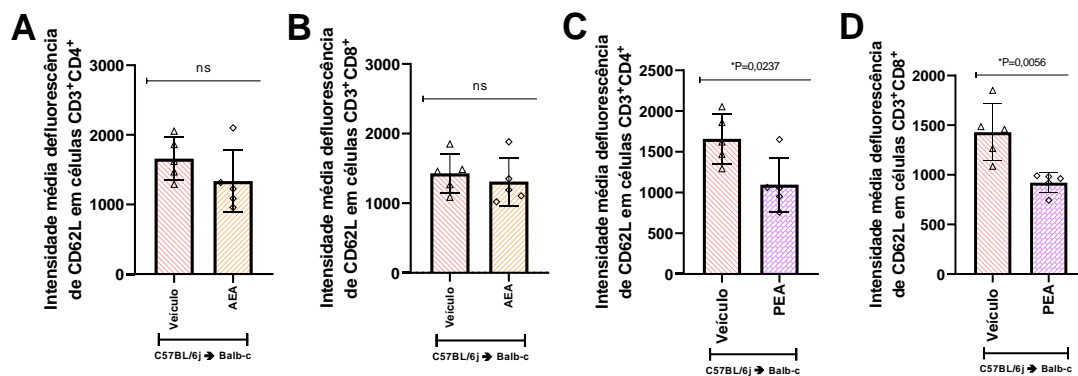 A
Intensidade média defluorescência
de CD62L em células CD3+CD4+
3000
2000
1000
0
ns
Veículo
AEA
C57BL/6j ➔ Balb-c
B
Intensidade média defluorescência
de CD62L em células CD3+CD8+
3000
2000
1000
0
ns
Veículo
AEA
C57BL/6j ➔ Balb-c
C
Intensidade média defluorescência
de CD62L em células CD3+CD4+
2500
2000
1500
1000
500
0
*P=0,0237
Veículo
PEA
C57BL/6j ➔ Balb-c
D
Intensidade média defluorescência
de CD62L em células CD3+CD8+
2000
1500
1000
500
0
*P=0,0056
Veículo
PEA
C57BL/6j ➔ Balb-c